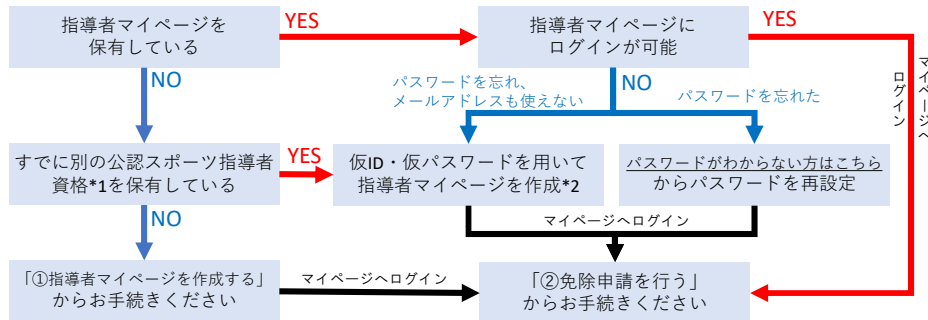 指導者マイページを
保有している
YES
指導者マイページに
ログインが可能
YES
マイページへ
ログイン
NO
パスワードを忘れ、
メールアドレスも使えない
NO
パスワードを忘れた
すでに別の公認スポーツ指導者
資格*1を保有している
YES
仮ID・仮パスワードを用いて
指導者マイページを作成*2
パスワードがわからない方はこちら
からパスワードを再設定
NO
マイページへログイン
「①指導者マイページを作成する」
からお手続きください
マイページへログイン
「②免除申請を行う」
からお手続きください